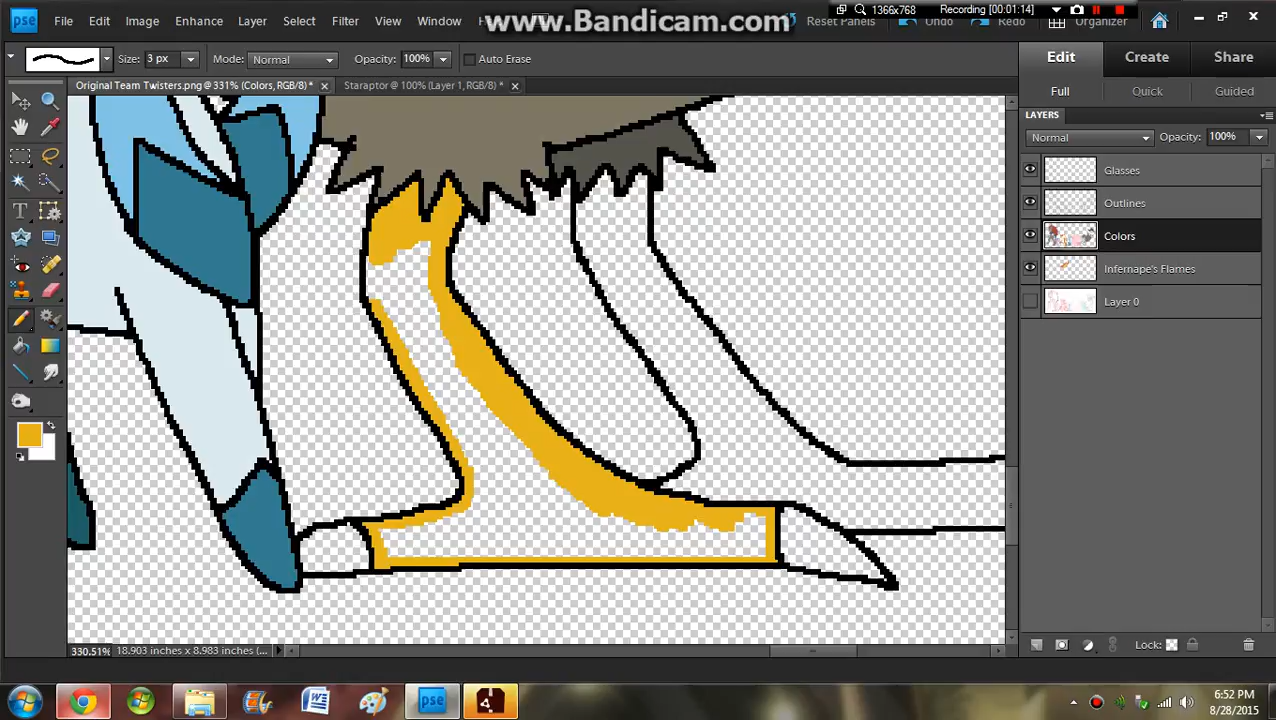 pse File Edit Image Enhance Layer Select Filter View Window H www.Bandicam.com Reset Panels Undo Redo Organizer
1366x768 Recording [00:01:14]
Size: 3 px Mode: Normal Opacity: 100% Auto Erase
Edit Create Share
Original Team Twisters.png @ 331% (Colors, RGB/8) * Staraptor @ 100% (Layer 1, RGB/8) *
Full Quick Guided
LAYERS
Normal Opacity: 100%
Glasses
Outlines
Colors
Infernape's Flames
Layer 0
Lock:
330.51% 18.903 inches x 8.983 inches (...
pse
6:52 PM
8/28/2015